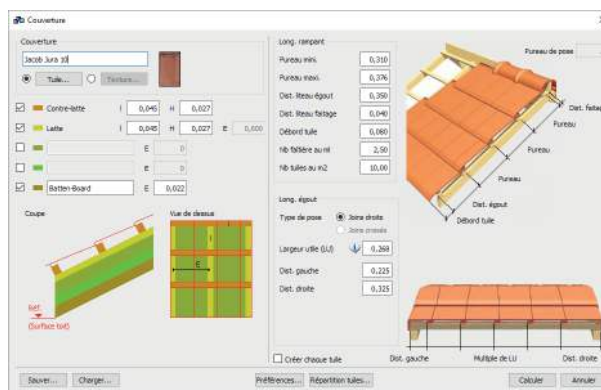 Couverture
Couverture
Jacob Jura 10
Tuile...
Texture...
Contre-latte l 0,045 H 0,027
Latte l 0,045 H 0,027 E 0,000
E 0
E 0
Batten-Board E 0,022
Coupe
Vue de dessus
E
l
Ref.
(Surface toit)
Long. rampant
Pureau mini. 0,310
Pureau maxi. 0,376
Dist. liteau égout 0,350
Dist. liteau faitage 0,040
Débord tuile 0,080
Nb faîtière au ml 2,50
Nb tuiles au m2 10,00
Pureau de pose
Dist. faitage
Pureau
Pureau
Pureau
Dist. égout
Débord tuile
Long. égout
Type de pose Joins droits
Joins croisés
Largeur utile (LU) 0,268
Dist. gauche 0,225
Dist. droite 0,325
Créer chaque tuile
Dist. gauche Multiple de LU Dist. droite
Sauver... Charger... Préférences... Répartition tuiles... Calculer Annuler